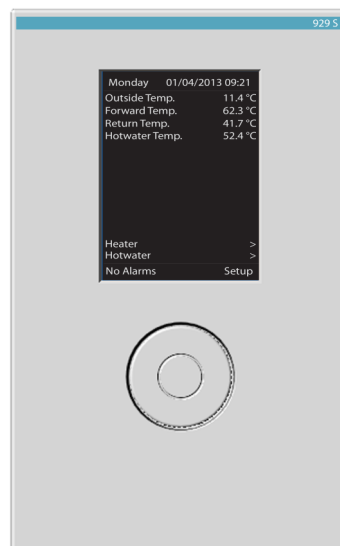 929 S
Monday 01/04/2013 09:21
Outside Temp. 11.4 °C
Forward Temp. 62.3 °C
Return Temp. 41.7 °C
Hotwater Temp. 52.4 °C
Heater >
Hotwater >
No Alarms Setup